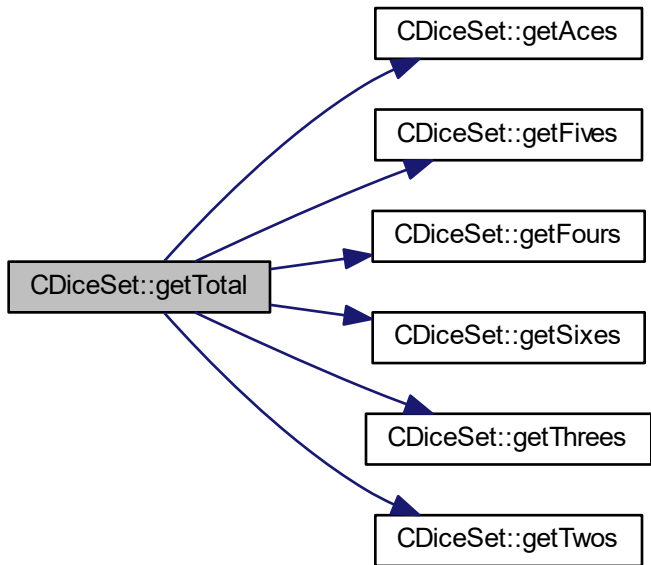 CDiceSet::getAces
CDiceSet::getFives
CDiceSet::getFours
CDiceSet::getTotal
CDiceSet::getSixes
CDiceSet::getThrees
CDiceSet::getTwos